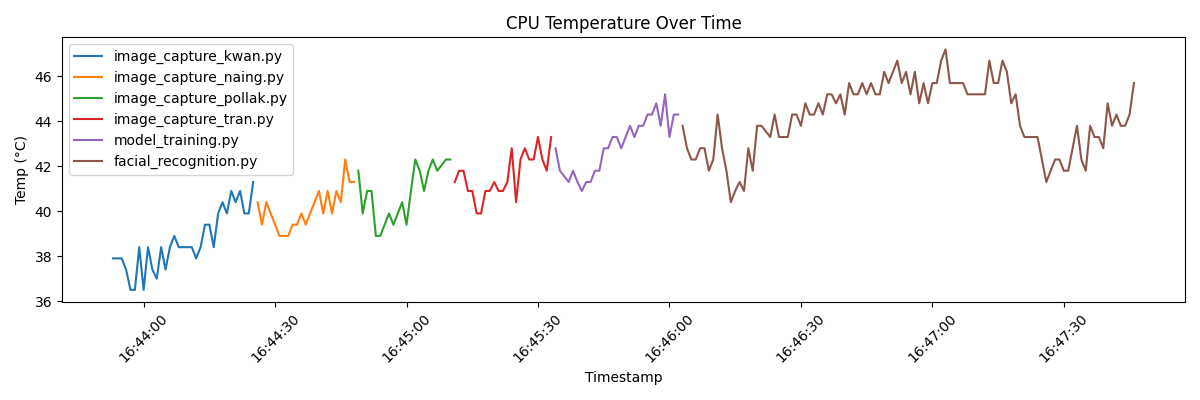 CPU Temperature Over Time
image_capture_kwan.py
image_capture_naing.py
image_capture_pollak.py
image_capture_tran.py
model_training.py
facial_recognition.py
Temp (°C)
46
44
42
40
38
36
16:44:00
16:44:30
16:45:00
16:45:30
16:46:00
16:46:30
16:47:00
16:47:30
Timestamp